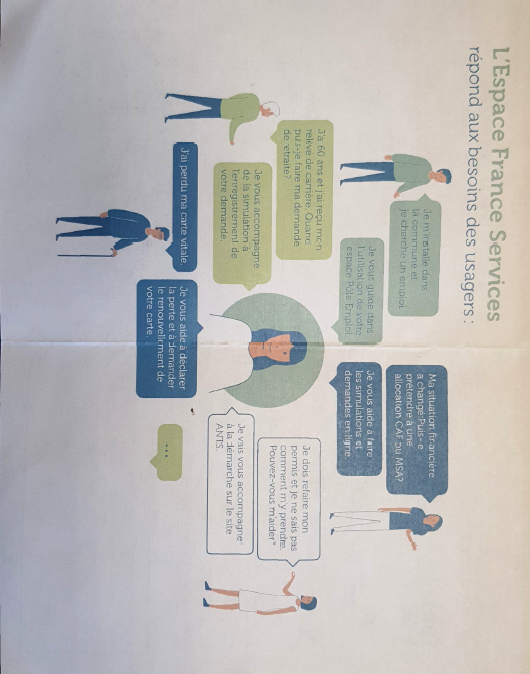 L'Espace France Services
répond aux besoins des usagers :
Je m'installe dans
la commune et
je cherche un emploi.
Je vous guide dans
l'utilisation de votre
espace Pôle Emploi.
Ma situation financière
a changé. Puis-je
prétendre à une
allocation CAF ou MSA?
Je vous aide à faire
les simulations et
demandes en ligne.
J'ai 60 ans et j'ai reçu mon
relevé de carrière. Quand
puis-je faire ma demande
de retraite?
Je vous accompagne
de la simulation à
l'enregistrement de
votre demande.
Je dois refaire mon
permis et je ne sais pas
comment m'y prendre.
Pouvez-vous m'aider?
Je vais vous accompagner
à la démarche sur le site
ANTS.
J'ai perdu ma carte vitale.
Je vous aide à déclarer
la perte et à demander
le renouvellement de
votre carte.
...